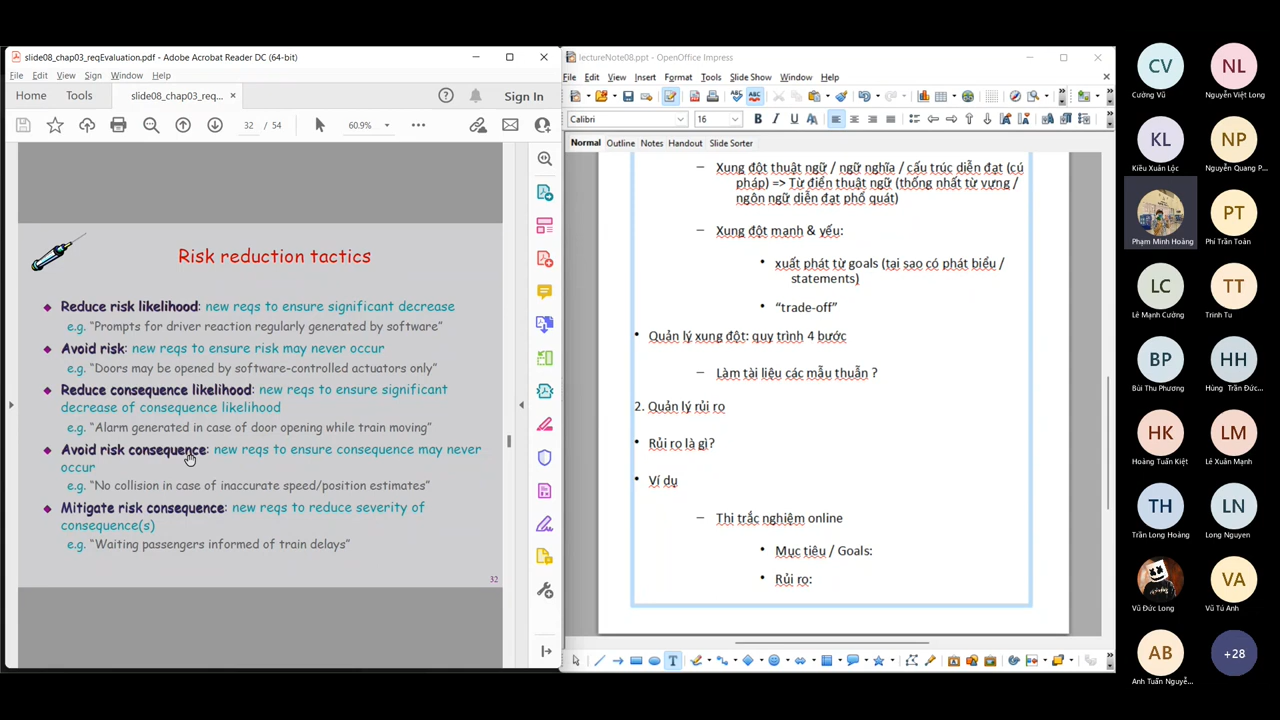 slide08_chap03_reqEvaluation.pdf - Adobe Acrobat Reader DC (64-bit)
File Edit View Sign Window Help
Home Tools slide08_chap03_req... × Sign In
32 / 54 60.9%
Risk reduction tactics
Reduce risk likelihood: new reqs to ensure significant decrease
e.g. “Prompts for driver reaction regularly generated by software”
Avoid risk: new reqs to ensure risk may never occur
e.g. “Doors may be opened by software-controlled actuators only”
Reduce consequence likelihood: new reqs to ensure significant
decrease of consequence likelihood
e.g. “Alarm generated in case of door opening while train moving”
Avoid risk consequence: new reqs to ensure consequence may never
occur
e.g. “No collision in case of inaccurate speed/position estimates”
Mitigate risk consequence: new reqs to reduce severity of
consequence(s)
e.g. “Waiting passengers informed of train delays”
32
lectureNote08.ppt - OpenOffice Impress
File Edit View Insert Format Tools Slide Show Window Help
Calibri 16
Normal Outline Notes Handout Slide Sorter
– Xung đột thuật ngữ / ngữ nghĩa / cấu trúc diễn đạt (cú
pháp) => Từ điển thuật ngữ (thống nhất từ vựng /
ngôn ngữ diễn đạt phổ quát)
– Xung đột mạnh & yếu:
• xuất phát từ goals (tại sao có phát biểu /
statements)
• “trade-off”
• Quản lý xung đột: quy trình 4 bước
– Làm tài liệu các mẫu thuẫn ?
2. Quản lý rủi ro
• Rủi ro là gì?
• Ví dụ
– Thi trắc nghiệm online
• Mục tiêu / Goals:
• Rủi ro:
CV NL
Cường Vũ Nguyễn Việt Long
KL NP
Kiều Xuân Lộc Nguyễn Quang P...
PT
Phạm Minh Hoàng Phí Trần Toàn
LC TT
Lê Mạnh Cường Trinh Tu
BP HH
Bùi Thu Phương Hùng Trần Đức...
HK LM
Hoàng Tuấn Kiệt Lê Xuân Mạnh
TH LN
Trần Long Hoàng Long Nguyen
VA
Vũ Đức Long Vũ Tú Anh
AB +28
Anh Tuấn Nguyễ...